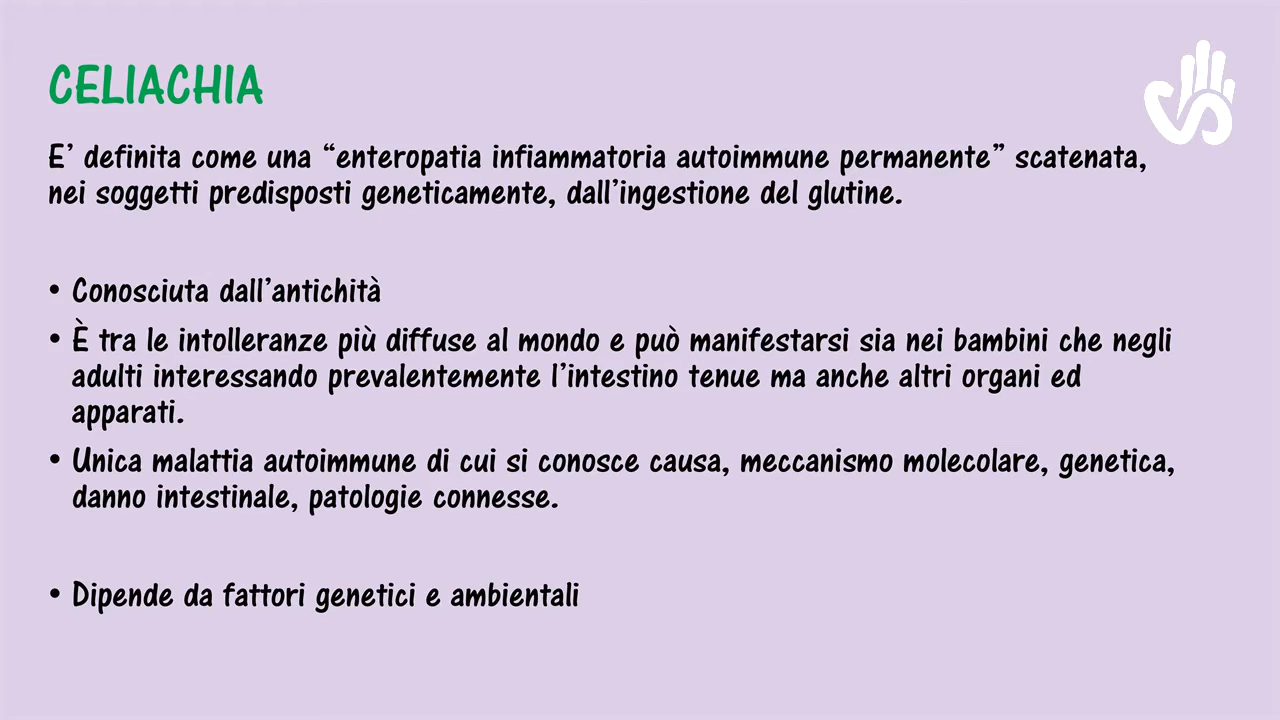 CELIACHIA
E’ definita come una “enteropatia infiammatoria autoimmune permanente” scatenata,
nei soggetti predisposti geneticamente, dall’ingestione del glutine.
• Conosciuta dall’antichità
• È tra le intolleranze più diffuse al mondo e può manifestarsi sia nei bambini che negli
adulti interessando prevalentemente l’intestino tenue ma anche altri organi ed
apparati.
• Unica malattia autoimmune di cui si conosce causa, meccanismo molecolare, genetica,
danno intestinale, patologie connesse.
• Dipende da fattori genetici e ambientali